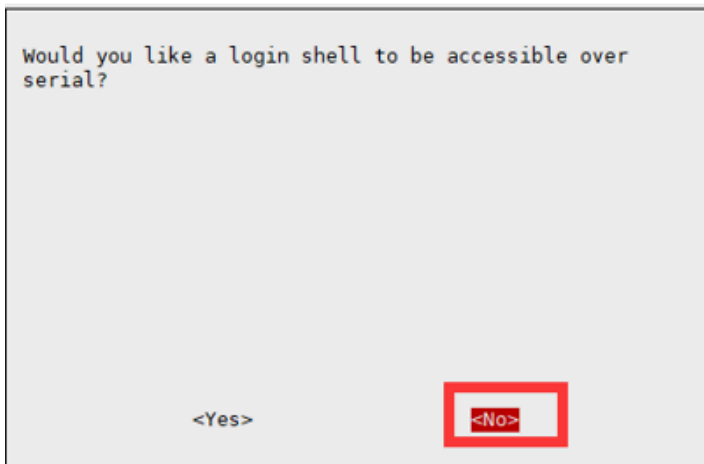 Would you like a login shell to be accessible over
serial?
<Yes> <No>